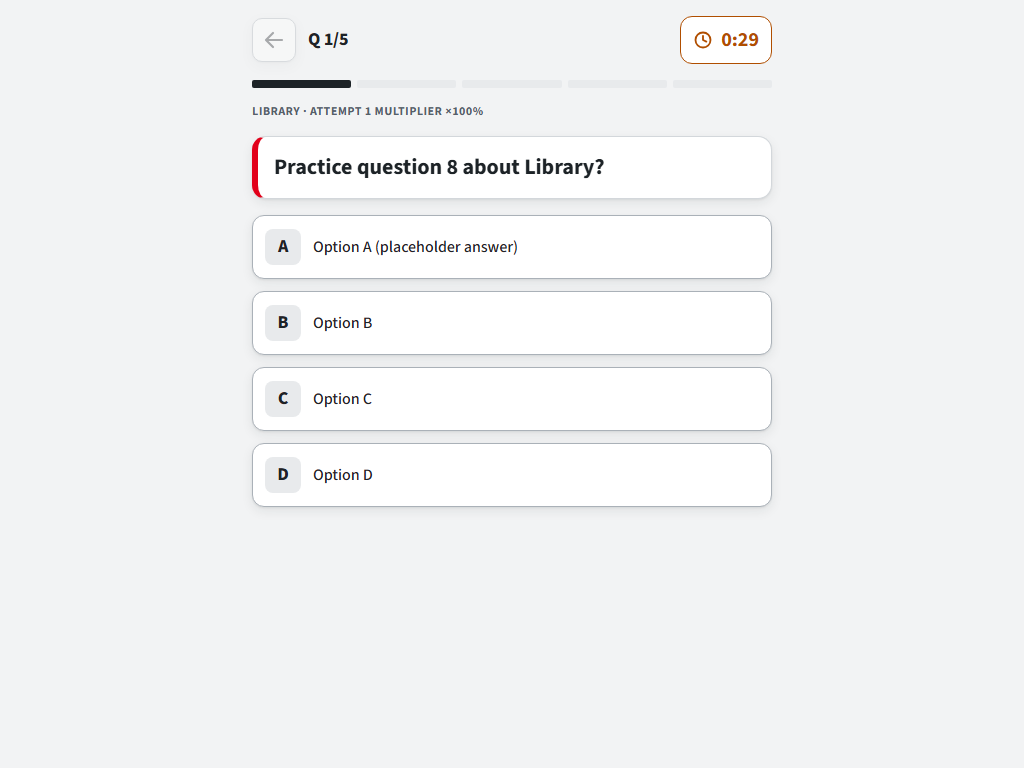 Q 1/5
0:29
LIBRARY · ATTEMPT 1 MULTIPLIER ×100%
Practice question 8 about Library?
A Option A (placeholder answer)
B Option B
C Option C
D Option D